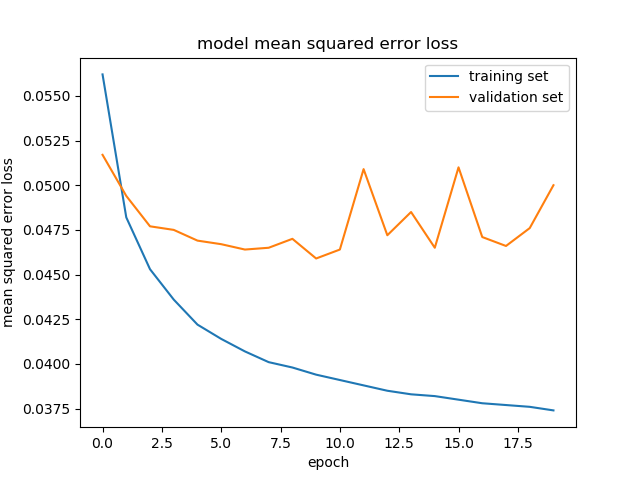 model mean squared error loss
training set
validation set
mean squared error loss
0.0550
0.0525
0.0500
0.0475
0.0450
0.0425
0.0400
0.0375
0.0 2.5 5.0 7.5 10.0 12.5 15.0 17.5
epoch